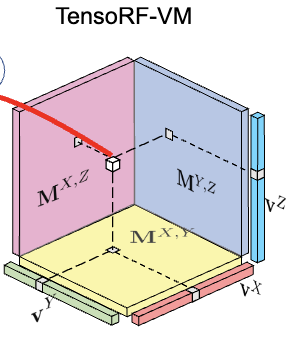 TensoRF-VM
M^{X,Z}
M^{Y,Z}
v^Z
M^{X,Y}
v^X
v^Y